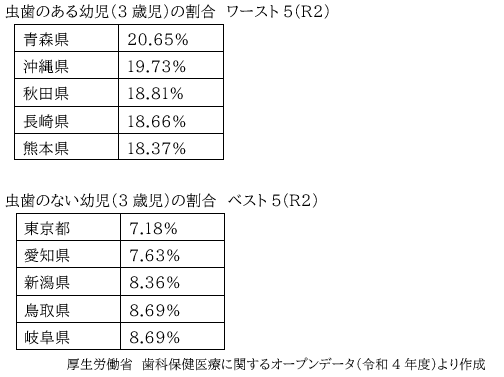 虫歯のある幼児（3歳児）の割合　ワースト5（R2）
青森県 20.65%
沖縄県 19.73%
秋田県 18.81%
長崎県 18.66%
熊本県 18.37%
虫歯のない幼児（3歳児）の割合　ベスト5（R2）
東京都 7.18%
愛知県 7.63%
新潟県 8.36%
鳥取県 8.69%
岐阜県 8.69%
厚生労働省　歯科保健医療に関するオープンデータ（令和4年度）より作成